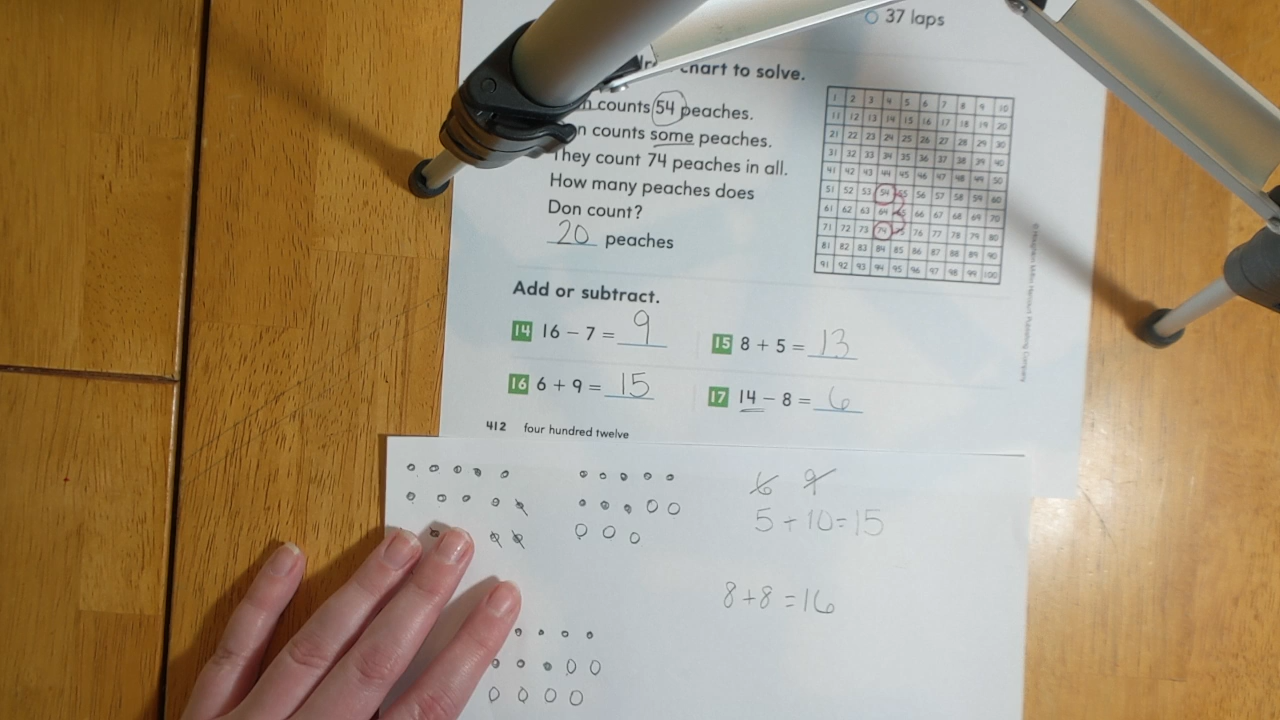 37 laps
chart to solve.
counts 54 peaches.
counts some peaches.
They count 74 peaches in all.
How many peaches does
Don count?
20 peaches
1 2 3 4 5 6 7 8 9 10
11 12 13 14 15 16 17 18 19 20
21 22 23 24 25 26 27 28 29 30
31 32 33 34 35 36 37 38 39 40
41 42 43 44 45 46 47 48 49 50
51 52 53 54 55 56 57 58 59 60
61 62 63 64 65 66 67 68 69 70
71 72 73 74 75 76 77 78 79 80
81 82 83 84 85 86 87 88 89 90
91 92 93 94 95 96 97 98 99 100
© Houghton Mifflin Harcourt Publishing Company
Add or subtract.
14 16 − 7 = 9
15 8 + 5 = 13
16 6 + 9 = 15
17 14 − 8 = 6
412 four hundred twelve
6 9
5+10=15
8+8=16